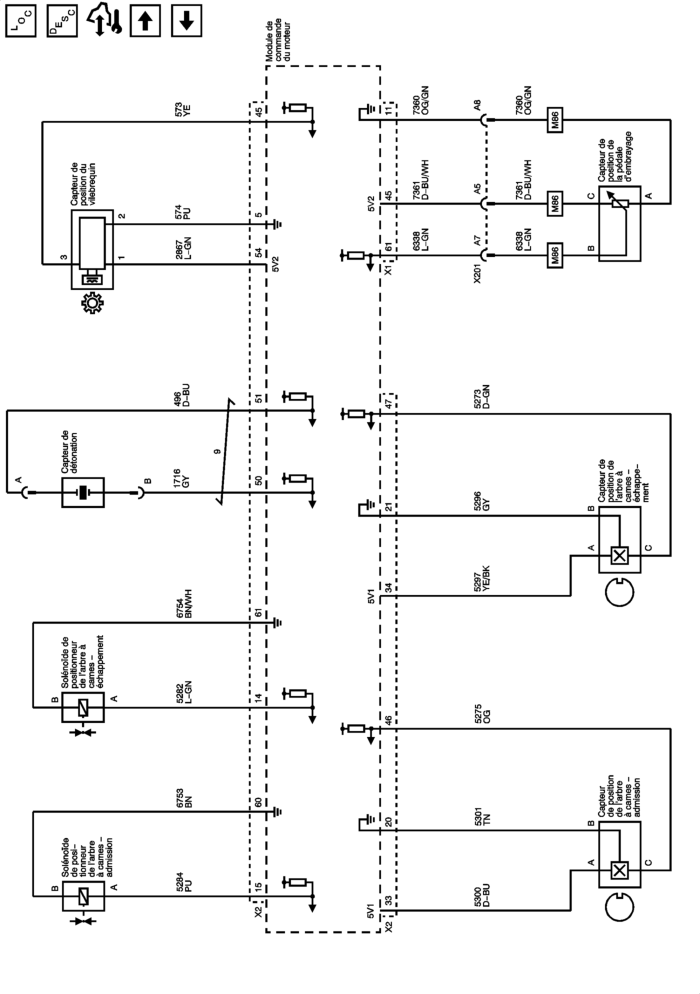 LOC
DESC
Module de
commande
du moteur
573
YE
45
Capteur de
position du
vilebrequin
3
2
1
574
PU
5
2867
L-GN
54
5V2
496
D-BU
51
9
A
Capteur de
détonation
B
1716
GY
50
6754
BN/WH
61
Solénoïde de
positionneur
de l'arbre à
cames –
échappement
B
A
5282
L-GN
14
6753
BN
60
Solénoïde
de posi-
tionneur
de l'arbre
à cames –
admission
B
A
5284
PU
15
X2
11
7360
OG/GN
A8
7360
OG/GN
M86
5V2
45
7361
D-BU/WH
A5
7361
D-BU/WH
M86
61
X1
6338
L-GN
A7
X201
6338
L-GN
M86
Capteur de
position de
la pédale
d'embrayage
C
B
A
47
5273
D-GN
21
5296
GY
5V1
34
5297
YE/BK
Capteur de
position de
l'arbre à
cames –
échappe-
ment
B
A
C
46
5275
OG
20
5301
TN
5V1
33
X2
5300
D-BU
Capteur
de position
de l'arbre
à cames –
admission
B
A
C